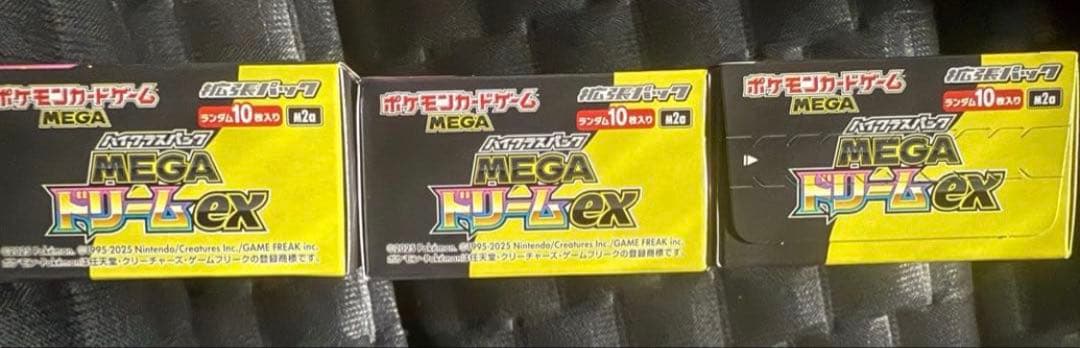 ポケモンカードゲーム
MEGA
拡張パック
ランダム10枚入り M2a
ハイクラスパック
MEGA
ドリームex
©2025 Pokémon. ©1995-2025 Nintendo/Creatures Inc./GAME FREAK inc.
ポケモン・Pokémonは任天堂・クリーチャーズ・ゲームフリークの登録商標です。
ポケモンカードゲーム
MEGA
拡張パック
ランダム10枚入り M2a
ハイクラスパック
MEGA
ドリームex
©2025 Pokémon. ©1995-2025 Nintendo/Creatures Inc./GAME FREAK inc.
ポケモン・Pokémonは任天堂・クリーチャーズ・ゲームフリークの登録商標です。
ポケモンカードゲーム
MEGA
拡張パック
ランダム10枚入り M2a
ハイクラスパック
MEGA
ドリームex